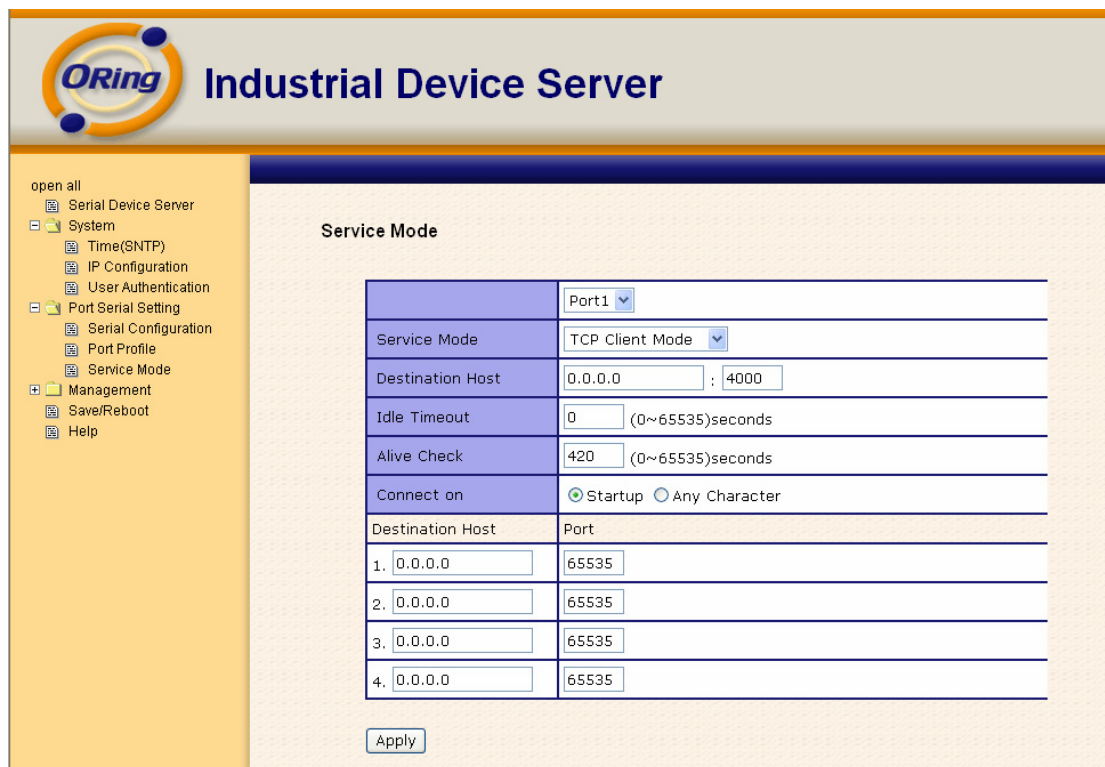 ORing
Industrial Device Server
open all
Serial Device Server
System
Time(SNTP)
IP Configuration
User Authentication
Port Serial Setting
Serial Configuration
Port Profile
Service Mode
Management
Save/Reboot
Help
Service Mode
Port1
Service Mode TCP Client Mode
Destination Host 0.0.0.0 : 4000
Idle Timeout 0 (0~65535)seconds
Alive Check 420 (0~65535)seconds
Connect on Startup Any Character
Destination Host Port
1. 0.0.0.0 65535
2. 0.0.0.0 65535
3. 0.0.0.0 65535
4. 0.0.0.0 65535
Apply